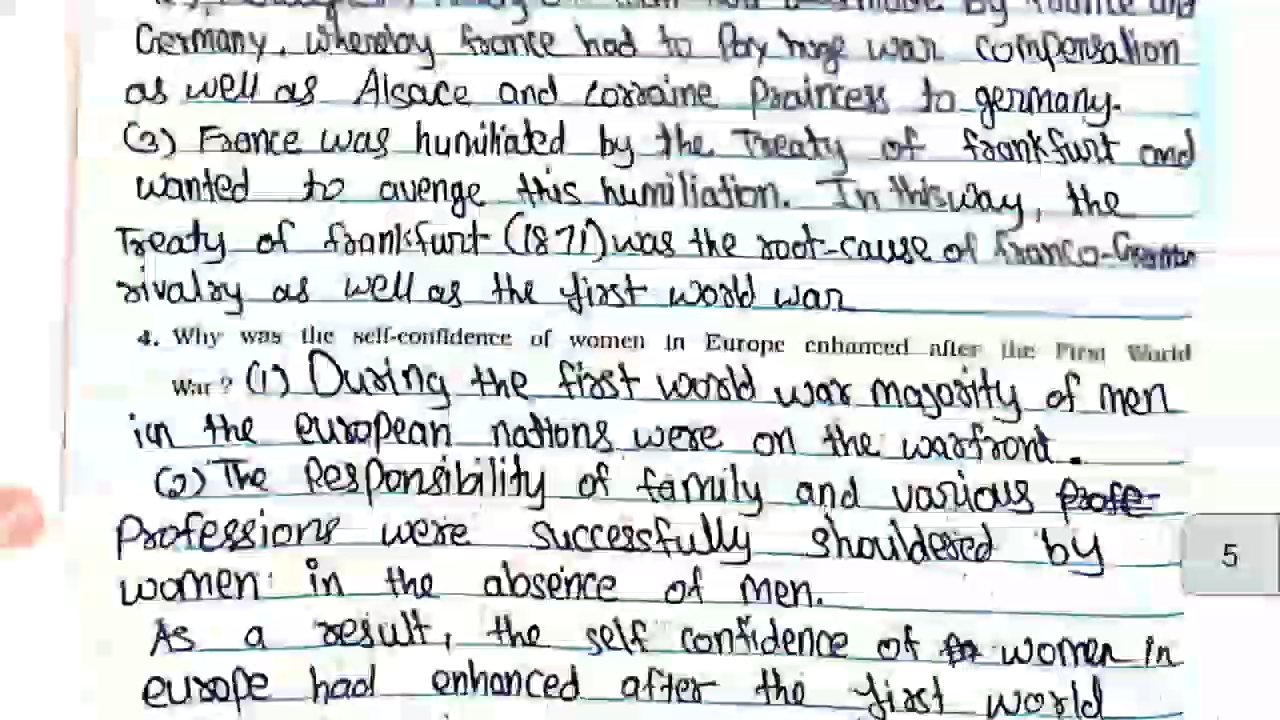 By France and
Germany, whereby France had to Pay huge war compensation
as well as Alsace and Lorraine Prainces to germany.
(3) France was humiliated by the Treaty of frankfurt and
wanted to avenge this humiliation. In this way, the
Treaty of frankfurt (1871) was the root-cause of Franco-German
rivalry as well as the first world war
4. Why was the self-confidence of women in Europe enhanced after the First World
War? (1) During the first world war majority of men
in the european nations were on the warfront.
(2) The Responsibility of family and various profe-
Professions were successfully shouldered by
women in the absence of men.
As a result, the self confidence of women in
europe had enhanced after the first world
5